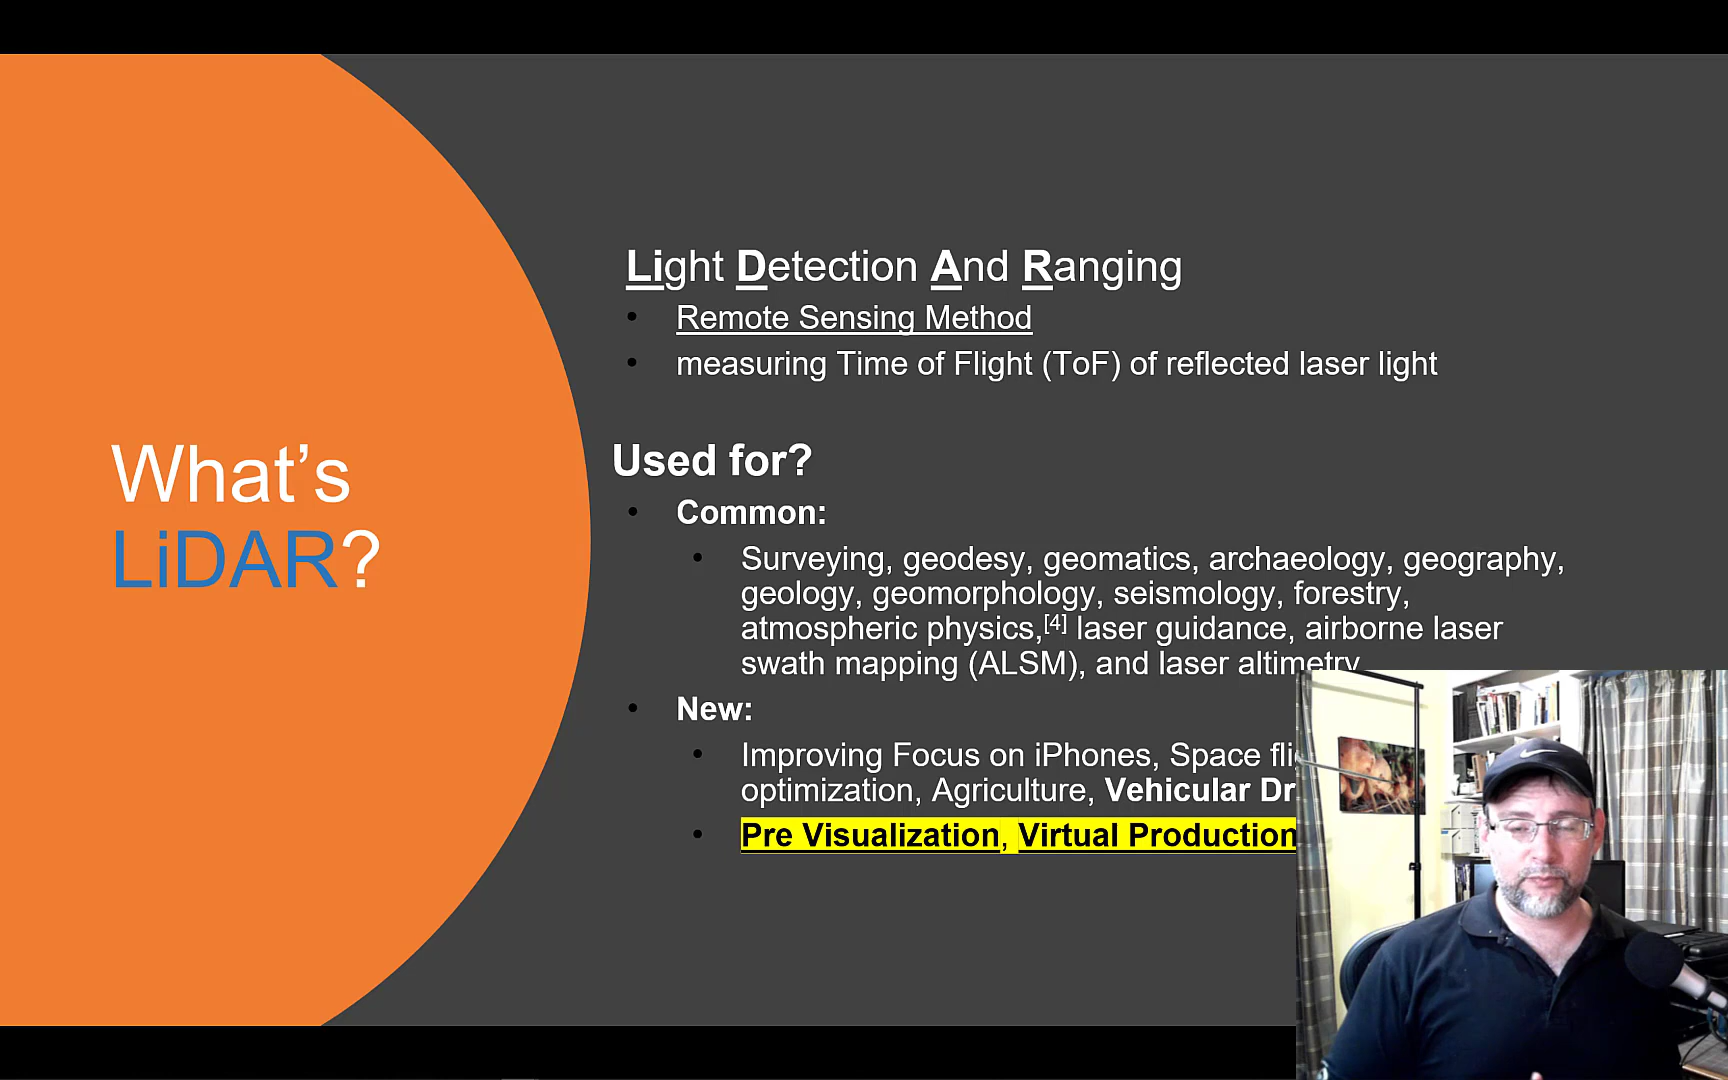 What's
LiDAR?
Light Detection And Ranging
Remote Sensing Method
measuring Time of Flight (ToF) of reflected laser light
Used for?
Common:
Surveying, geodesy, geomatics, archaeology, geography,
geology, geomorphology, seismology, forestry,
atmospheric physics,[4] laser guidance, airborne laser
swath mapping (ALSM), and laser altimetry
New:
Improving Focus on iPhones, Space
optimization, Agriculture, Vehicular
Pre Visualization, Virtual Production